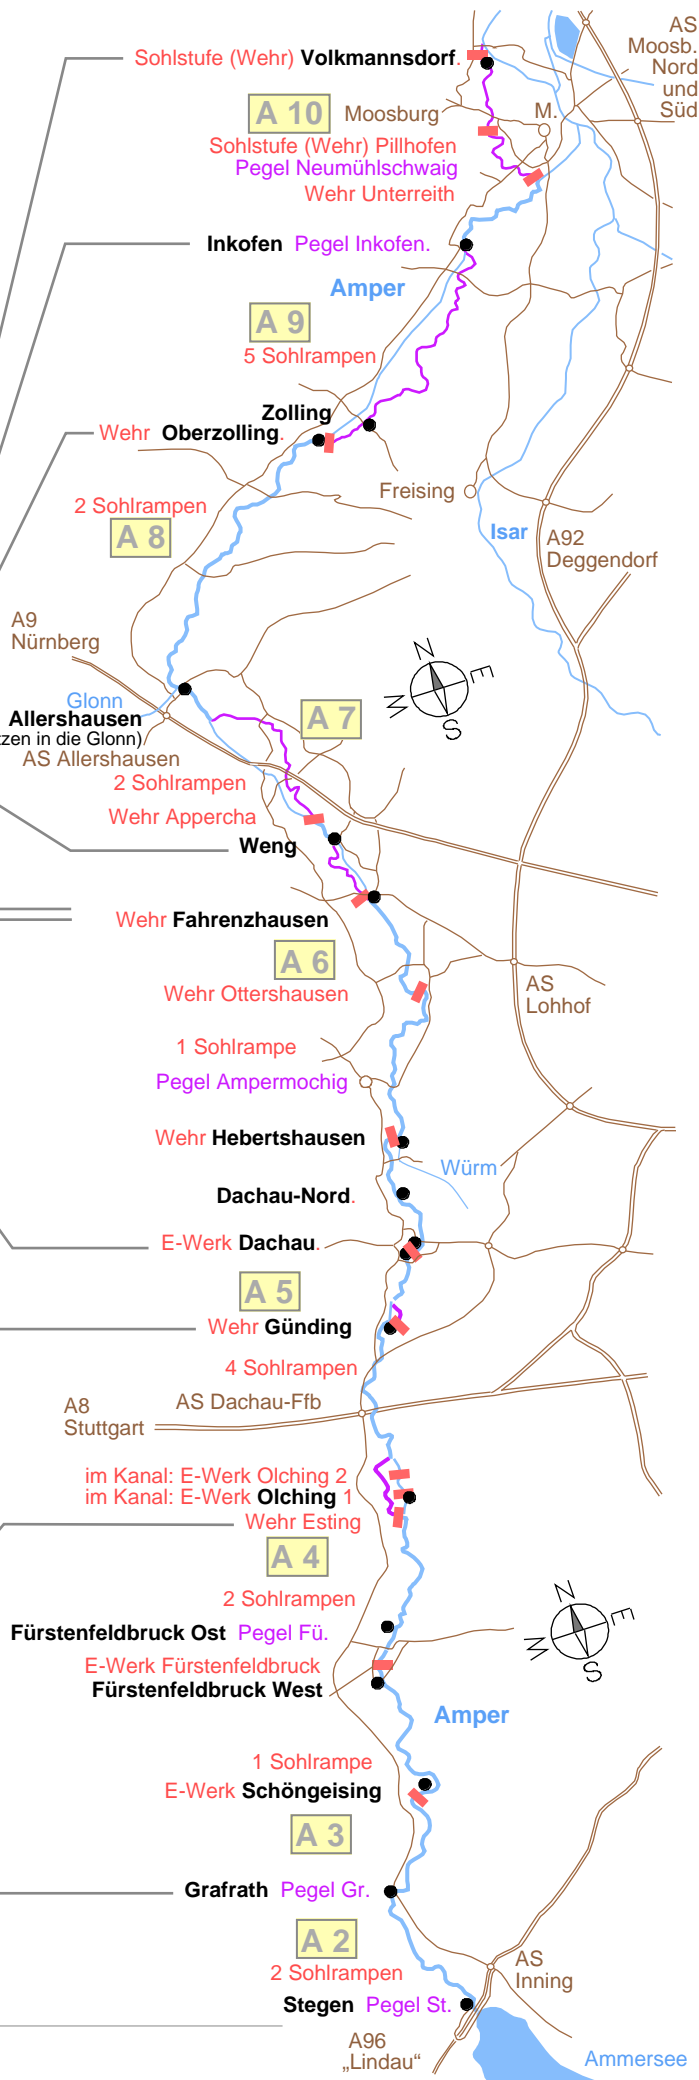 AS
Moosb.
Nord
und
Süd
Sohlstufe (Wehr) Volkmannsdorf.
A 10
Moosburg
M.
Sohlstufe (Wehr) Pillhofen
Pegel Neumühlschwaig
Wehr Unterreith
Inkofen Pegel Inkofen.
Amper
A 9
5 Sohlrampen
Zolling
Wehr Oberzolling.
Freising
2 Sohlrampen
A 8
Isar
A92
Deggendorf
A9
Nürnberg
N
E
W
S
Glonn
Allershausen
tzen in die Glonn)
AS Allershausen
A 7
2 Sohlrampen
Wehr Appercha
Weng
Wehr Fahrenzhausen
A 6
Wehr Ottershausen
AS
Lohhof
1 Sohlrampe
Pegel Ampermochig
Wehr Hebertshausen
Würm
Dachau-Nord.
E-Werk Dachau.
A 5
Wehr Günding
4 Sohlrampen
AS Dachau-Ffb
A8
Stuttgart
im Kanal: E-Werk Olching 2
im Kanal: E-Werk Olching 1
Wehr Esting
A 4
2 Sohlrampen
N
E
W
S
Fürstenfeldbruck Ost Pegel Fü.
E-Werk Fürstenfeldbruck
Fürstenfeldbruck West
Amper
1 Sohlrampe
E-Werk Schöngeising
A 3
Grafrath Pegel Gr.
A 2
2 Sohlrampen
AS
Inning
Stegen Pegel St.
A96
„Lindau“
Ammersee